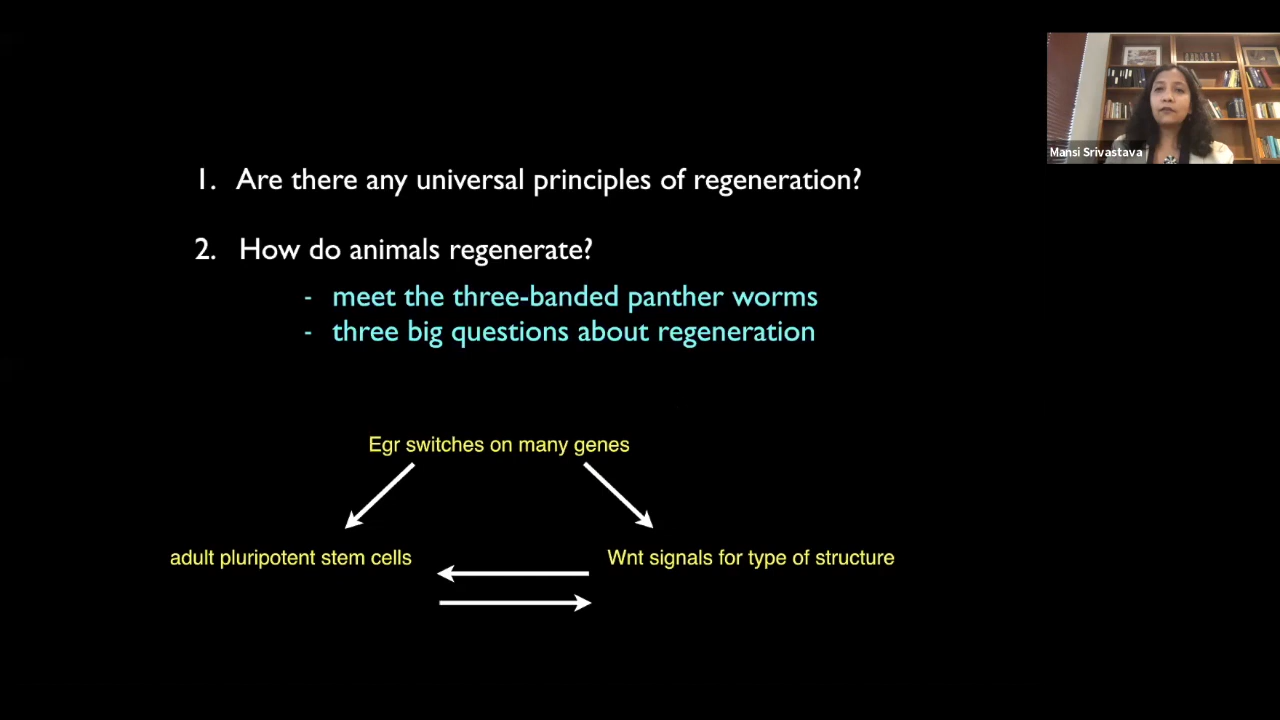 Mansi Srivastava
1. Are there any universal principles of regeneration?
2. How do animals regenerate?
- meet the three-banded panther worms
- three big questions about regeneration
Egr switches on many genes
adult pluripotent stem cells
Wnt signals for type of structure